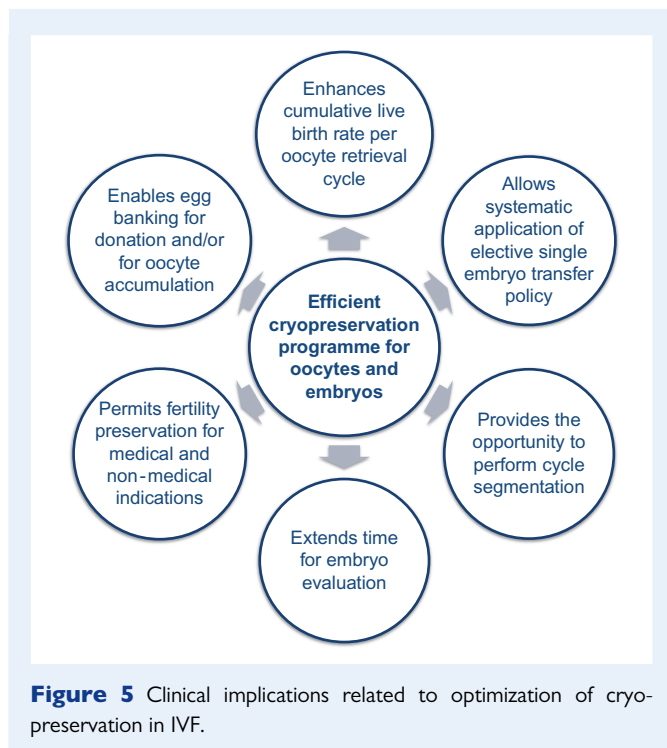 Enhances
cumulative live
birth rate per
oocyte retrieval
cycle
Allows
systematic
application of
elective single
embryo transfer
policy
Provides the
opportunity to
perform cycle
segmentation
Extends time
for embryo
evaluation
Permits fertility
preservation for
medical and
non-medical
indications
Enables egg
banking for
donation and/or
for oocyte
accumulation
Efficient
cryopreservation
programme for
oocytes and
embryos
Figure 5 Clinical implications related to optimization of cryo-
preservation in IVF.